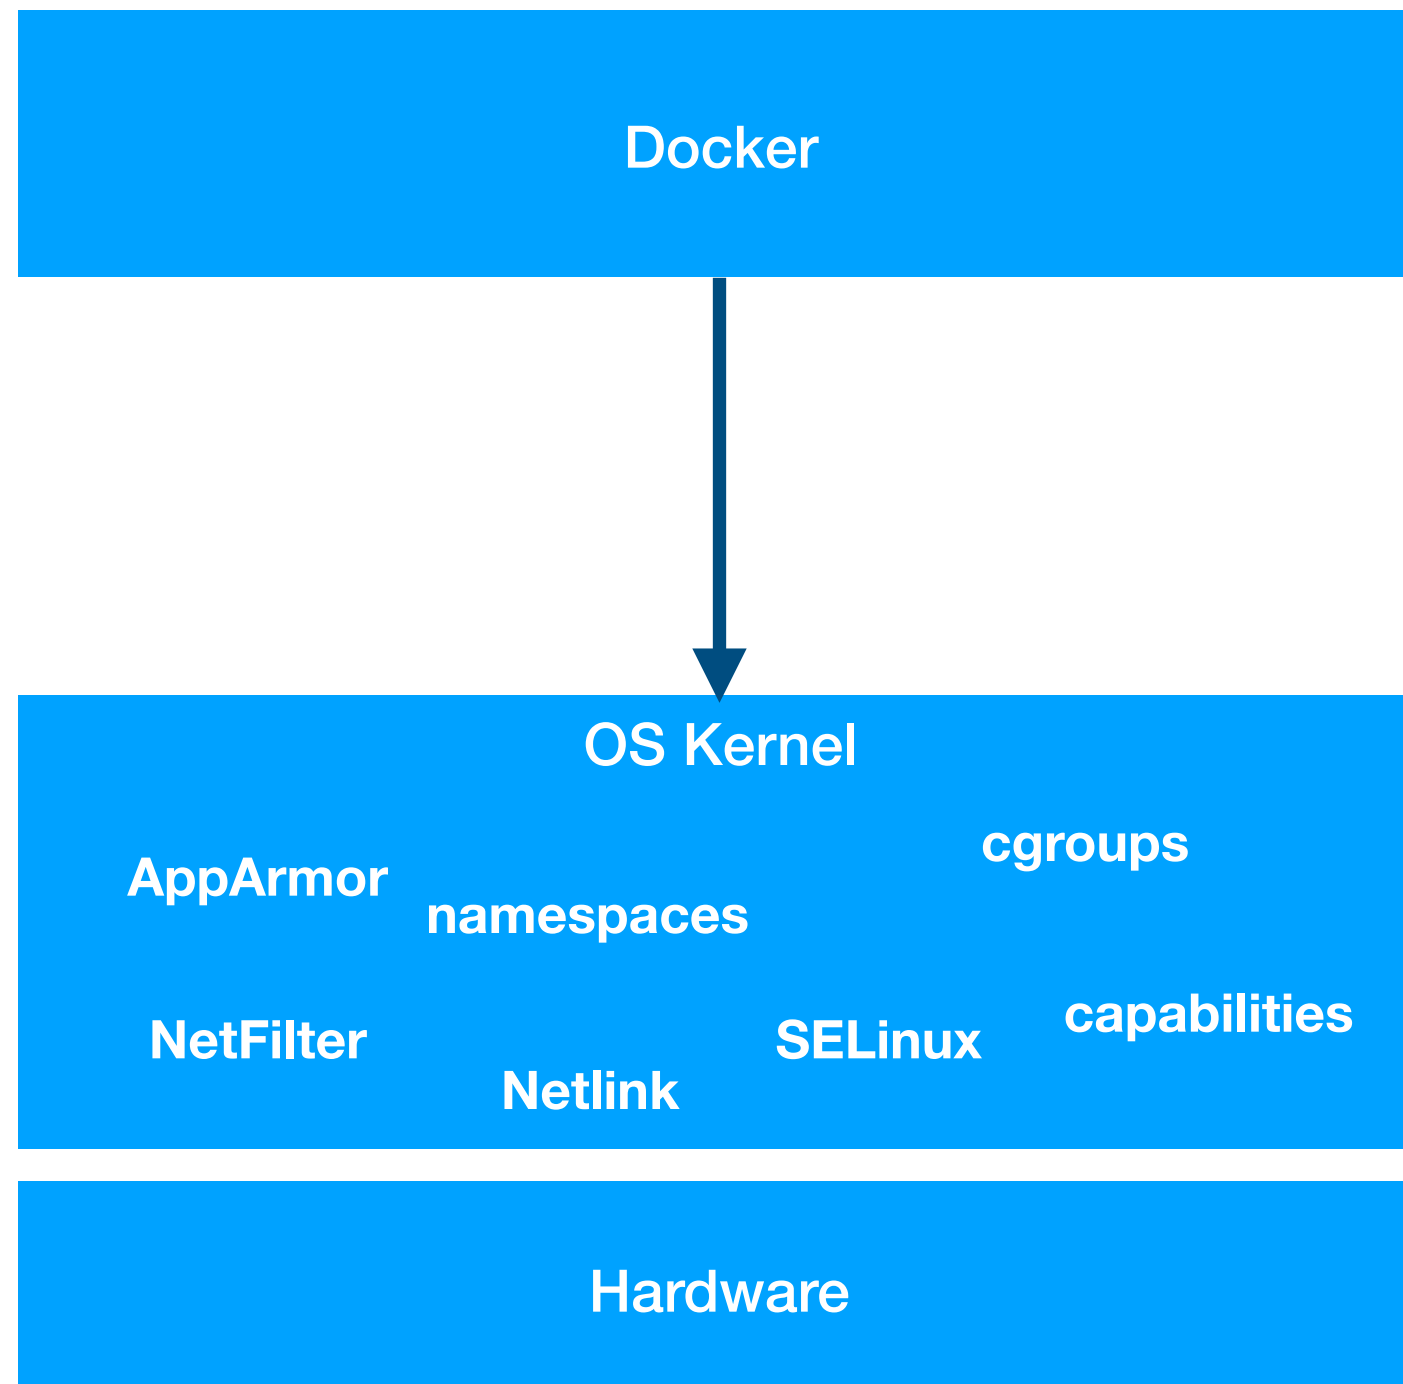 Docker
OS Kernel
cgroups
AppArmor
namespaces
capabilities
NetFilter
SELinux
Netlink
Hardware